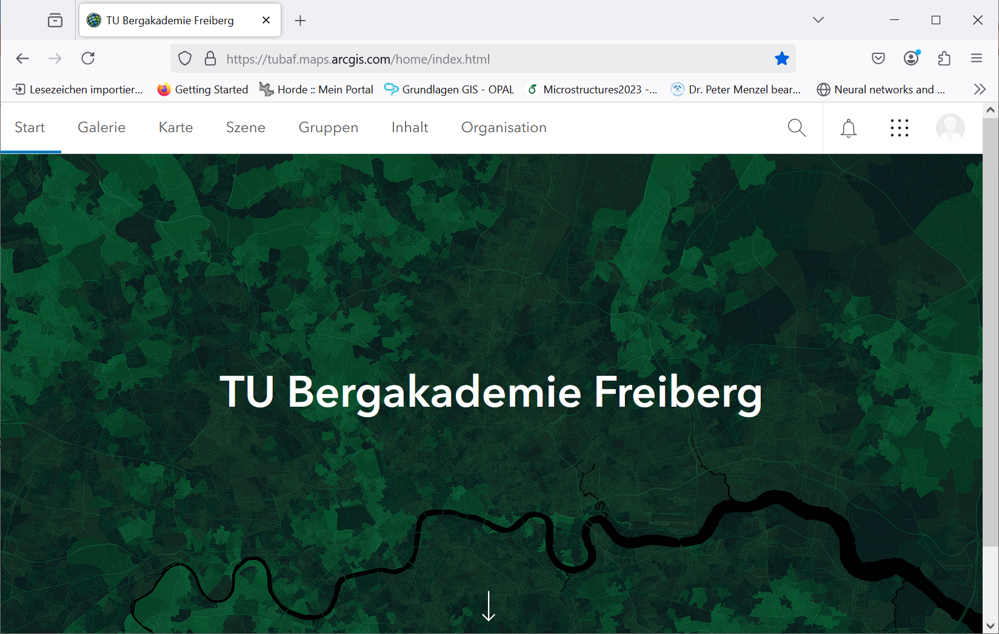 TU Bergakademie Freiberg
https://tubaf.maps.arcgis.com/home/index.html
Lesezeichen importier... Getting Started Horde :: Mein Portal Grundlagen GIS - OPAL Microstructures2023 -... Dr. Peter Menzel bear... Neural networks and ...
Start Galerie Karte Szene Gruppen Inhalt Organisation
TU Bergakademie Freiberg